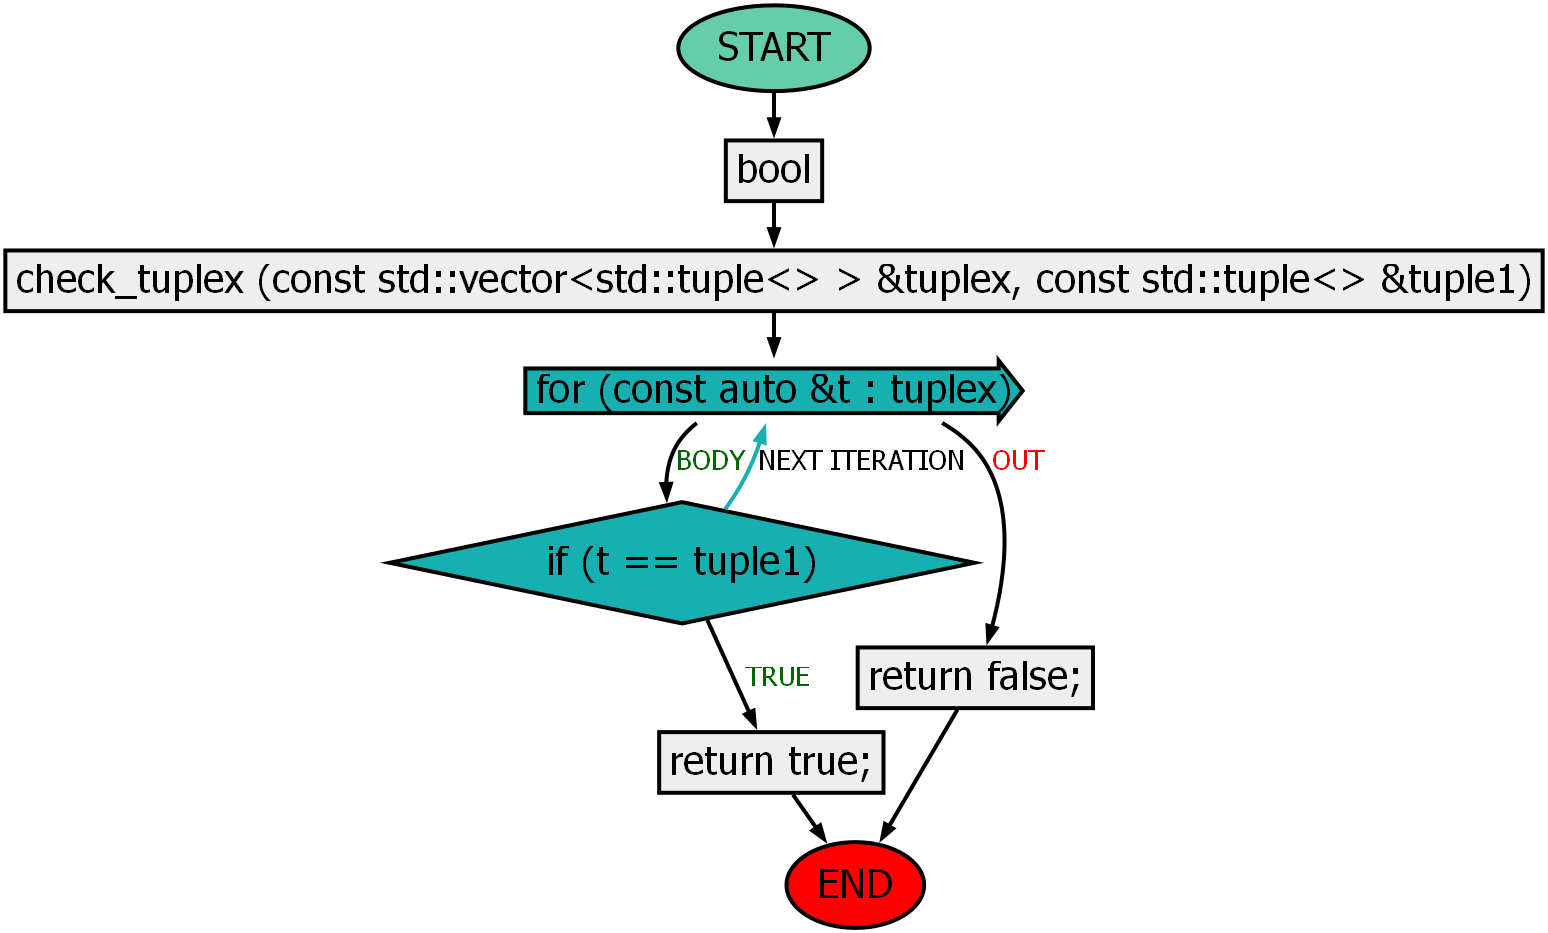 START
bool
check_tuplex (const std::vector<std::tuple<> > &tuplex, const std::tuple<> &tuple1)
for (const auto &t : tuplex)
BODY
NEXT ITERATION
OUT
if (t == tuple1)
TRUE
return false;
return true;
END